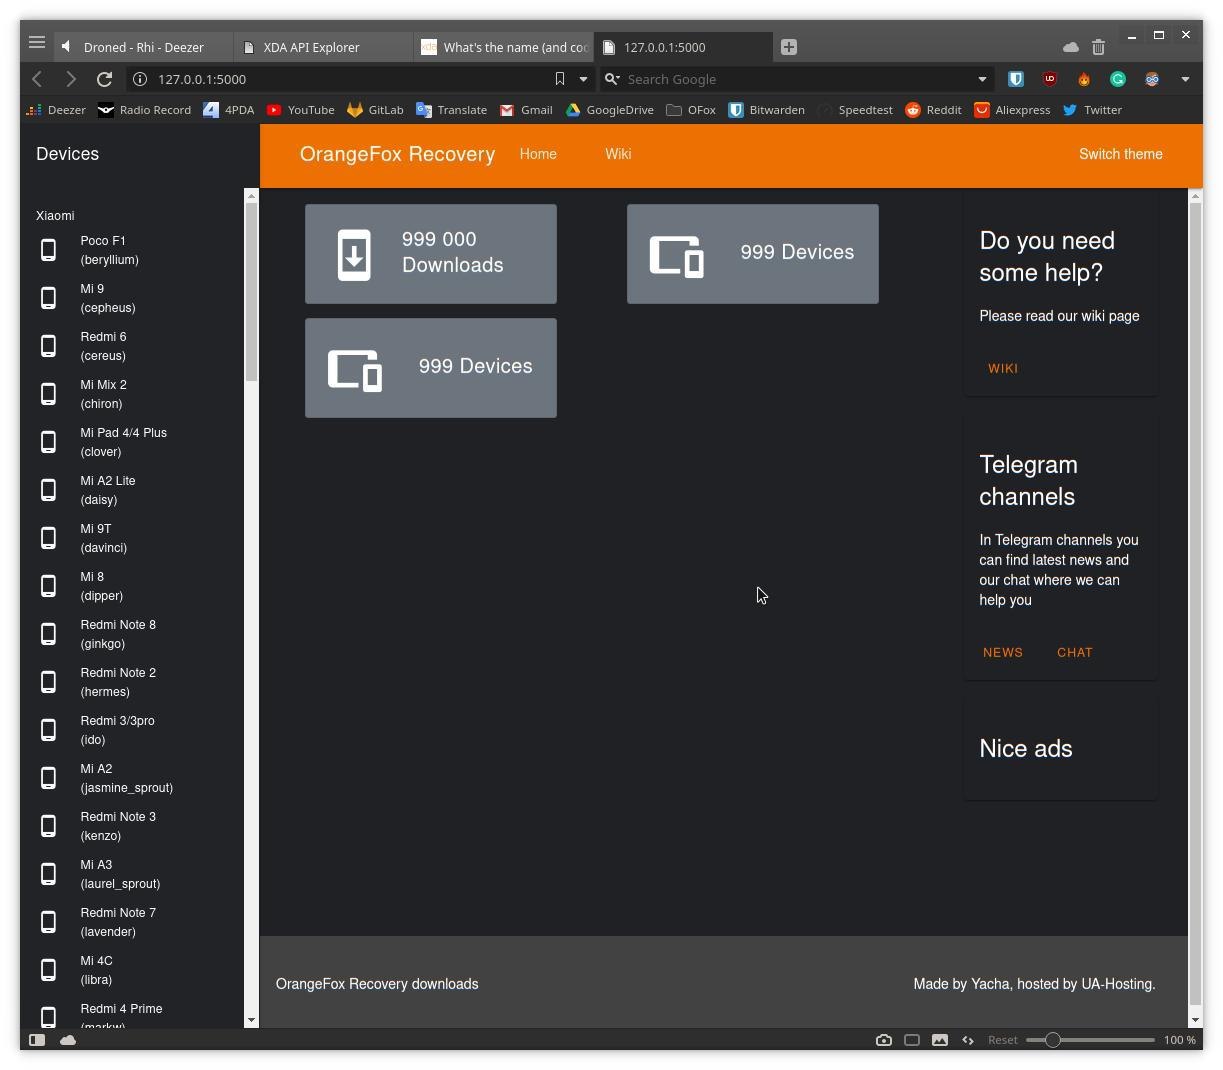 Droned - Rhi - Deezer
XDA API Explorer
What's the name (and coc
127.0.0.1:5000
127.0.0.1:5000
Search Google
Deezer
Radio Record
4PDA
YouTube
GitLab
Translate
Gmail
GoogleDrive
OFox
Bitwarden
Speedtest
Reddit
Aliexpress
Twitter
Devices
OrangeFox Recovery
Home
Wiki
Switch theme
Xiaomi
Poco F1
(beryllium)
Mi 9
(cepheus)
Redmi 6
(cereus)
Mi Mix 2
(chiron)
Mi Pad 4/4 Plus
(clover)
Mi A2 Lite
(daisy)
Mi 9T
(davinci)
Mi 8
(dipper)
Redmi Note 8
(ginkgo)
Redmi Note 2
(hermes)
Redmi 3/3pro
(ido)
Mi A2
(jasmine_sprout)
Redmi Note 3
(kenzo)
Mi A3
(laurel_sprout)
Redmi Note 7
(lavender)
Mi 4C
(libra)
Redmi 4 Prime
(markw)
999 000
Downloads
999 Devices
999 Devices
Do you need
some help?
Please read our wiki page
WIKI
Telegram
channels
In Telegram channels you
can find latest news and
our chat where we can
help you
NEWS
CHAT
Nice ads
OrangeFox Recovery downloads
Made by Yacha, hosted by UA-Hosting.
Reset
100 %